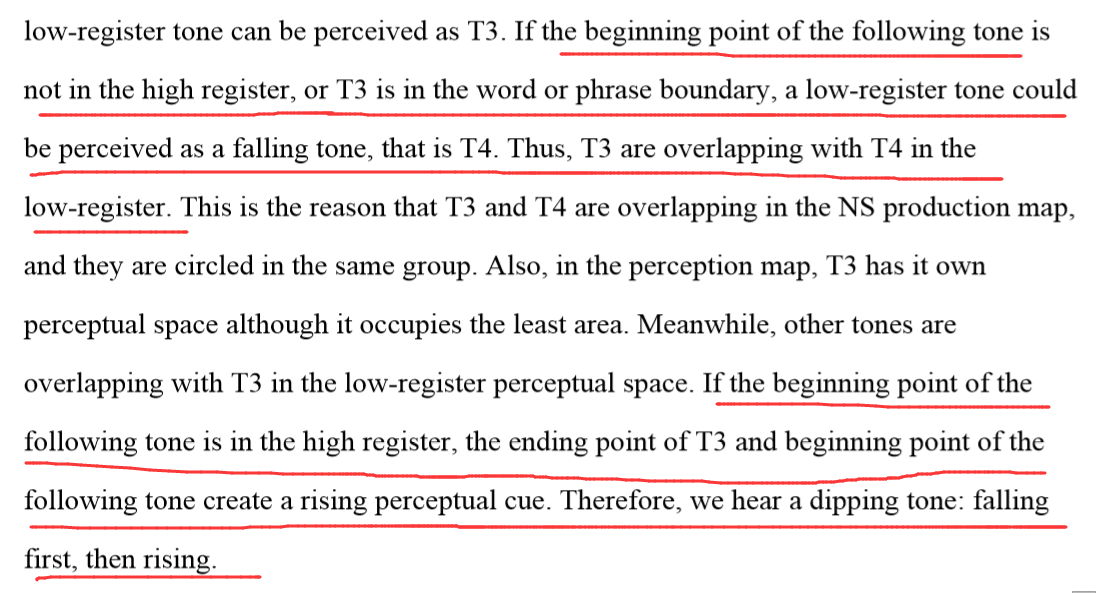 low-register tone can be perceived as T3. If the beginning point of the following tone is
not in the high register, or T3 is in the word or phrase boundary, a low-register tone could
be perceived as a falling tone, that is T4. Thus, T3 are overlapping with T4 in the
low-register. This is the reason that T3 and T4 are overlapping in the NS production map,
and they are circled in the same group. Also, in the perception map, T3 has it own
perceptual space although it occupies the least area. Meanwhile, other tones are
overlapping with T3 in the low-register perceptual space. If the beginning point of the
following tone is in the high register, the ending point of T3 and beginning point of the
following tone create a rising perceptual cue. Therefore, we hear a dipping tone: falling
first, then rising.